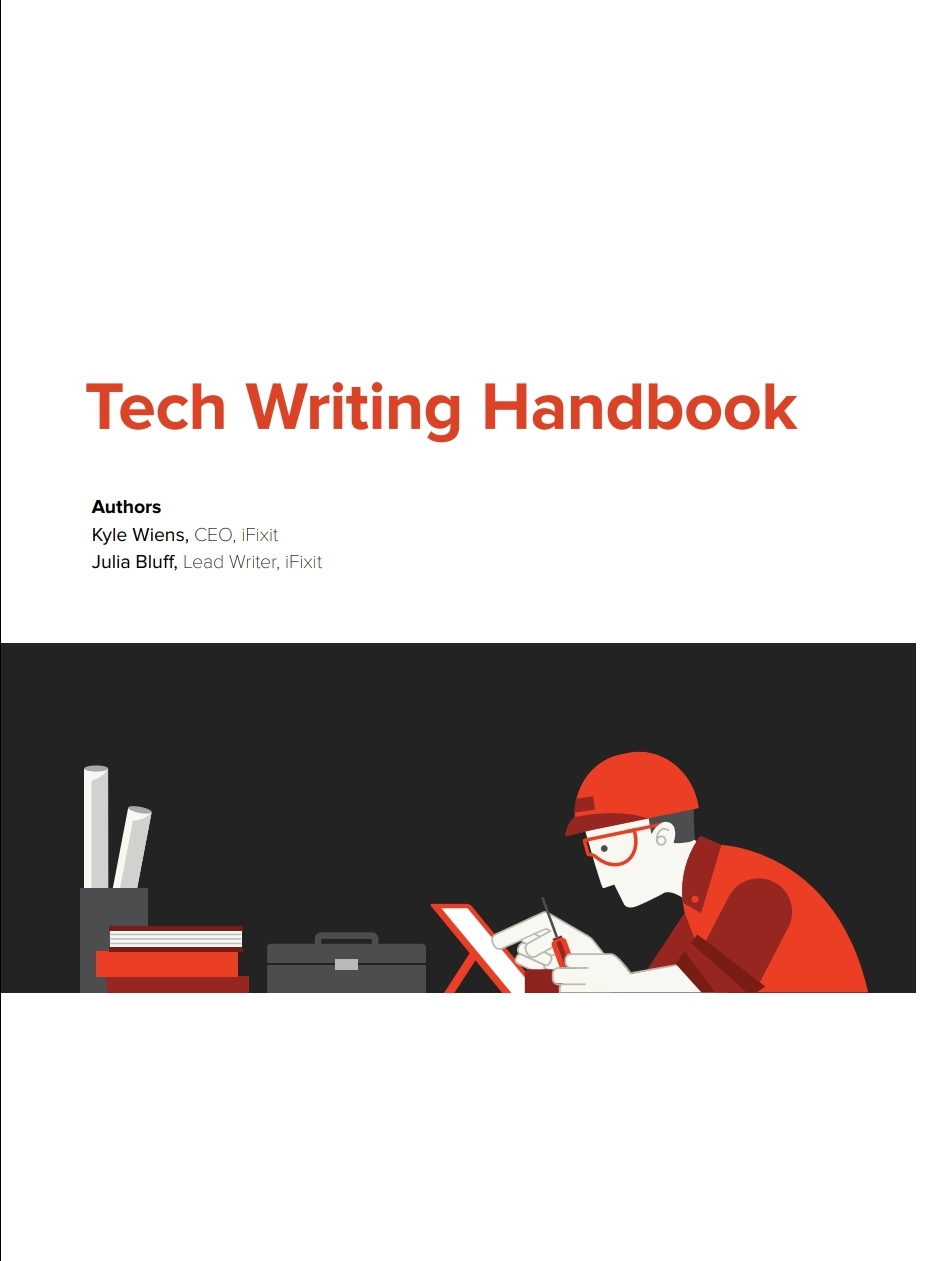 Tech Writing Handbook
Authors
Kyle Wiens, CEO, iFixit
Julia Bluff, Lead Writer, iFixit